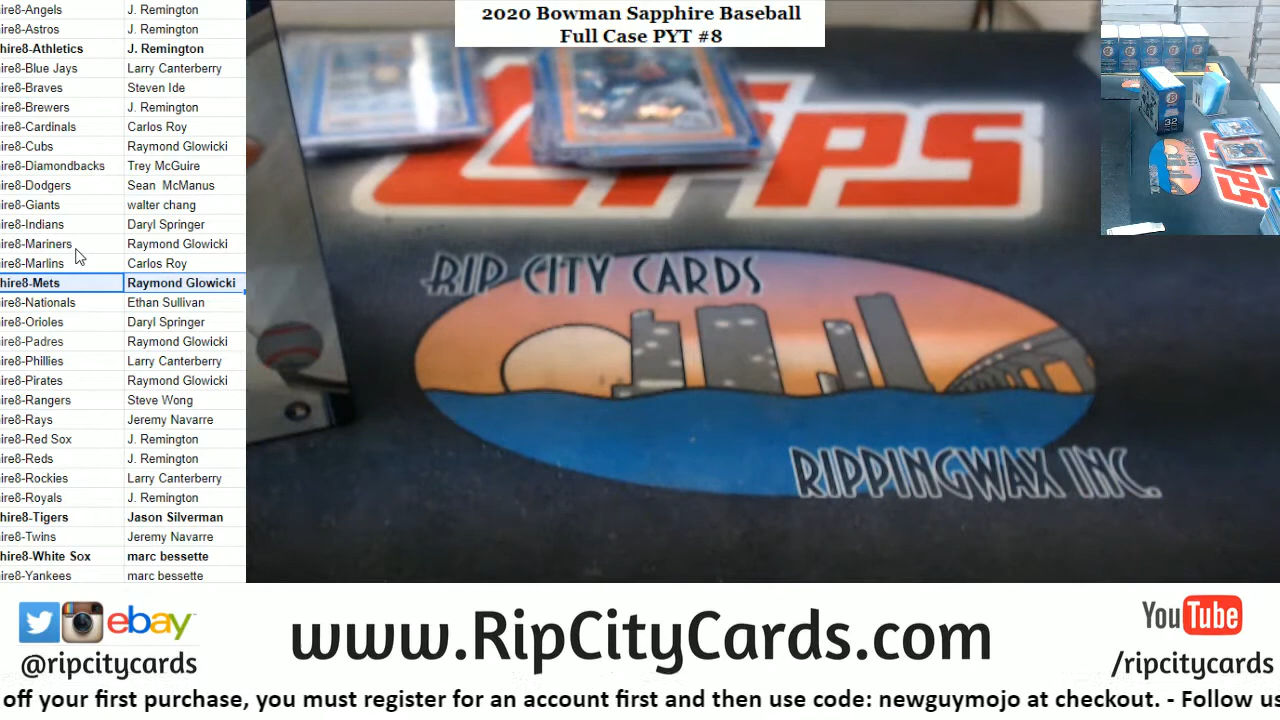 2020 Bowman Sapphire Baseball
Full Case PYT #8
ire8-Angels J. Remington
ire8-Astros J. Remington
hire8-Athletics J. Remington
ire8-Blue Jays Larry Canterberry
ire8-Braves Steven Ide
ire8-Brewers J. Remington
ire8-Cardinals Carlos Roy
ire8-Cubs Raymond Glowicki
ire8-Diamondbacks Trey McGuire
ire8-Dodgers Sean McManus
ire8-Giants walter chang
ire8-Indians Daryl Springer
ire8-Mariners Raymond Glowicki
ire8-Marlins Carlos Roy
hire8-Mets Raymond Glowicki
ire8-Nationals Ethan Sullivan
ire8-Orioles Daryl Springer
ire8-Padres Raymond Glowicki
ire8-Phillies Larry Canterberry
ire8-Pirates Raymond Glowicki
ire8-Rangers Steve Wong
ire8-Rays Jeremy Navarre
ire8-Red Sox J. Remington
ire8-Reds J. Remington
ire8-Rockies Larry Canterberry
ire8-Royals J. Remington
hire8-Tigers Jason Silverman
ire8-Twins Jeremy Navarre
hire8-White Sox marc bessette
ire8-Yankees marc bessette
RIP CITY CARDS
RIPPINGWAX INC.
32
ebay
@ripcitycards
www.RipCityCards.com
YouTube
/ripcitycards
off your first purchase, you must register for an account first and then use code: newguymojo at checkout. - Follow us